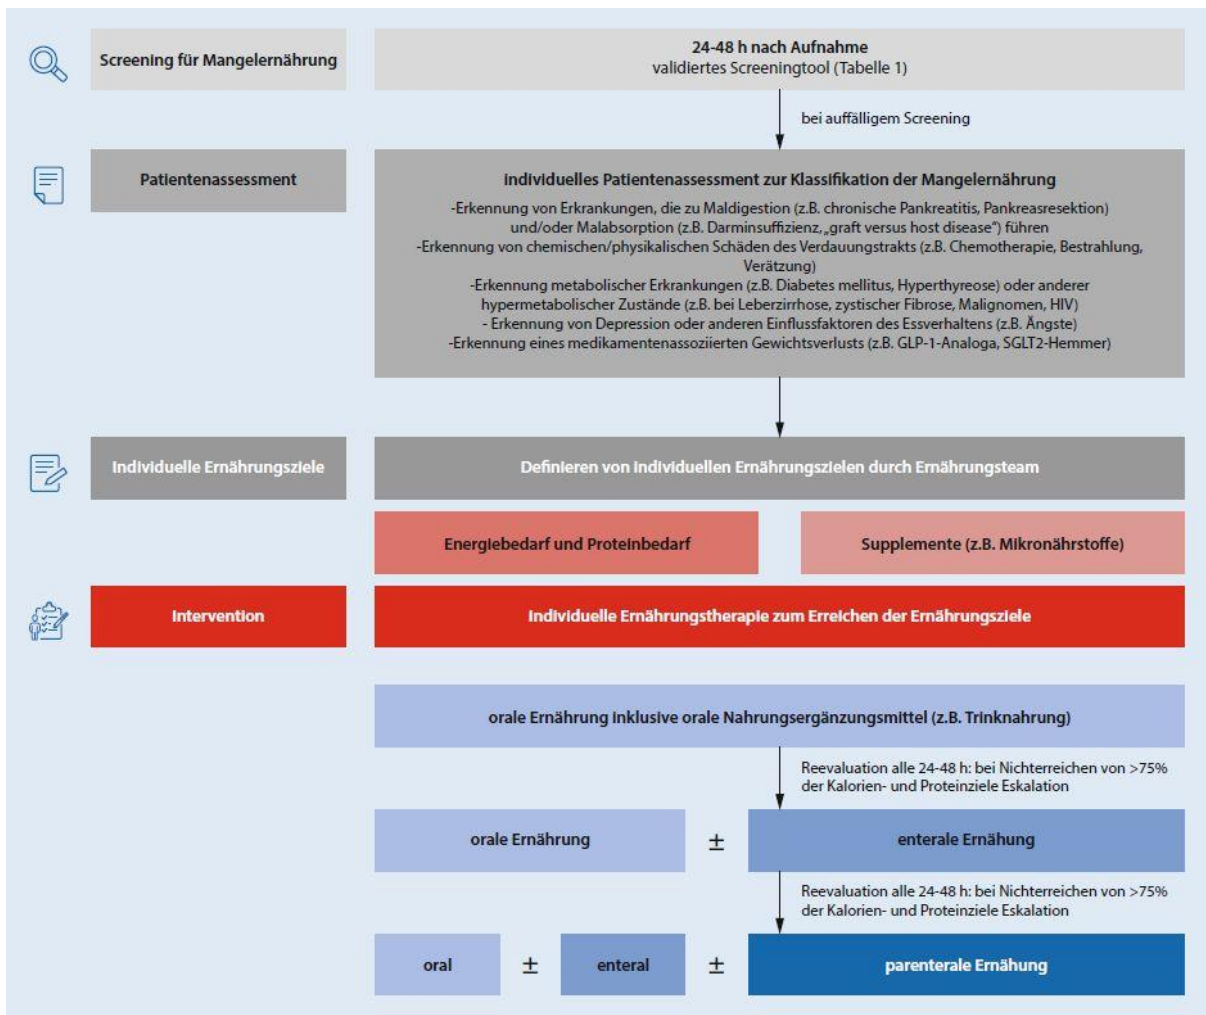 Screening für Mangelernährung
24-48 h nach Aufnahme
validiertes Screeningtool (Tabelle 1)
bei auffälligem Screening
Patientenassessment
individuelles Patientenassessment zur Klassifikation der Mangelernährung
-Erkennung von Erkrankungen, die zu Maldigestion (z.B. chronische Pankreatitis, Pankreasresektion)
und/oder Malabsorption (z.B. Darminsuffizienz, „graft versus host disease“) führen
-Erkennung von chemischen/physikalischen Schäden des Verdauungstrakts (z.B. Chemotherapie, Bestrahlung,
Verätzung)
-Erkennung metabolischer Erkrankungen (z.B. Diabetes mellitus, Hyperthyreose) oder anderer
hypermetabolischer Zustände (z.B. bei Leberzirrhose, zystischer Fibrose, Malignomen, HIV)
- Erkennung von Depression oder anderen Einflussfaktoren des Essverhaltens (z.B. Ängste)
-Erkennung eines medikamentenassoziierten Gewichtsverlusts (z.B. GLP-1-Analoga, SGLT2-Hemmer)
Individuelle Ernährungsziele
Definieren von individuellen Ernährungszielen durch Ernährungsteam
Energiebedarf und Proteinbedarf
Supplemente (z.B. Mikronährstoffe)
Intervention
Individuelle Ernährungstherapie zum Erreichen der Ernährungsziele
orale Ernährung inklusive orale Nahrungsergänzungsmittel (z.B. Trinknahrung)
Reevaluation alle 24-48 h: bei Nichterreichen von >75%
der Kalorien- und Proteinziele Eskalation
orale Ernährung ± enterale Ernähung
Reevaluation alle 24-48 h: bei Nichterreichen von >75%
der Kalorien- und Proteinziele Eskalation
oral ± enteral ± parenterale Ernähung